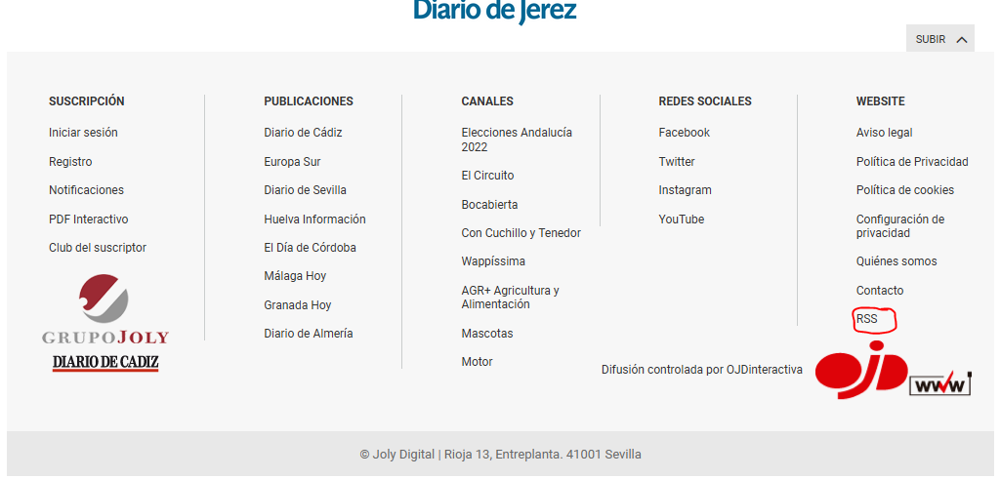 Diario de Jerez
SUBIR
SUSCRIPCIÓN
Iniciar sesión
Registro
Notificaciones
PDF Interactivo
Club del suscriptor
GRUPOJOLY
DIARIO DE CADIZ
PUBLICACIONES
Diario de Cádiz
Europa Sur
Diario de Sevilla
Huelva Información
El Día de Córdoba
Málaga Hoy
Granada Hoy
Diario de Almería
CANALES
Elecciones Andalucía
2022
El Circuito
Bocabierta
Con Cuchillo y Tenedor
Wappíssima
AGR+ Agricultura y
Alimentación
Mascotas
Motor
REDES SOCIALES
Facebook
Twitter
Instagram
YouTube
WEBSITE
Aviso legal
Política de Privacidad
Política de cookies
Configuración de
privacidad
Quiénes somos
Contacto
RSS
Difusión controlada por OJDinteractiva
OJD
www
© Joly Digital | Rioja 13, Entreplanta. 41001 Sevilla